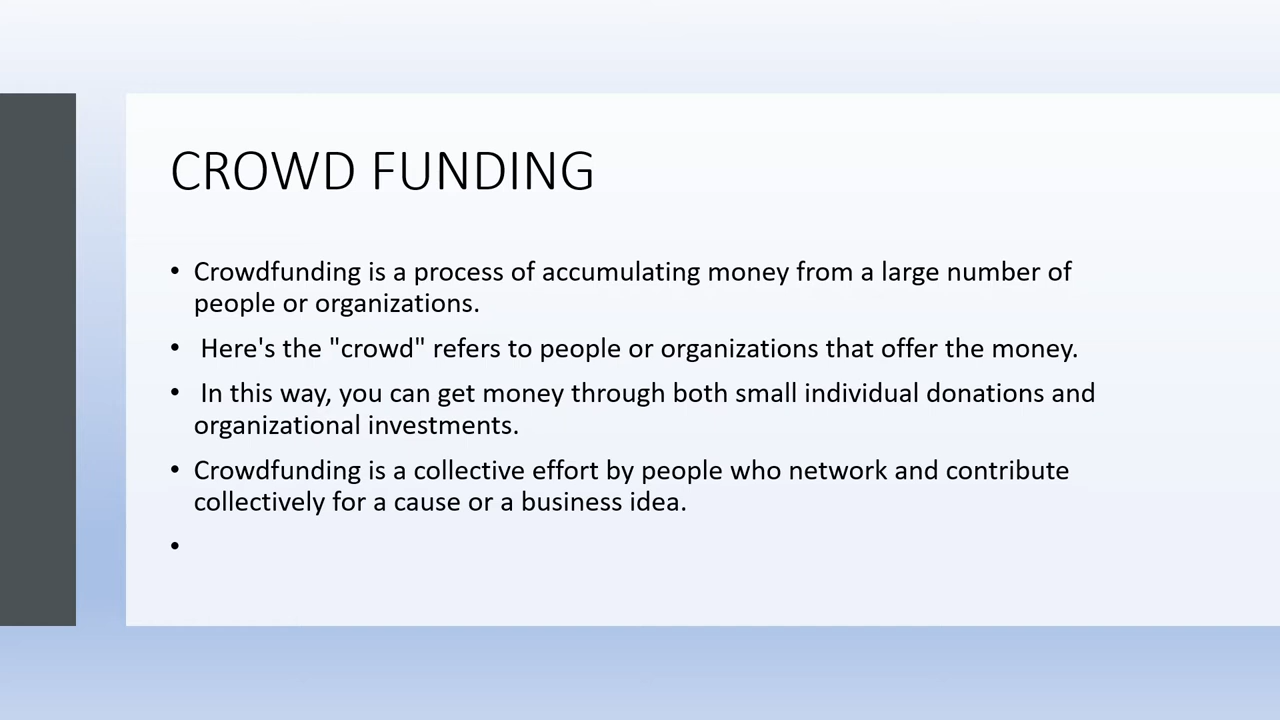 CROWD FUNDING
• Crowdfunding is a process of accumulating money from a large number of
people or organizations.
• Here's the "crowd" refers to people or organizations that offer the money.
• In this way, you can get money through both small individual donations and
organizational investments.
• Crowdfunding is a collective effort by people who network and contribute
collectively for a cause or a business idea.
•